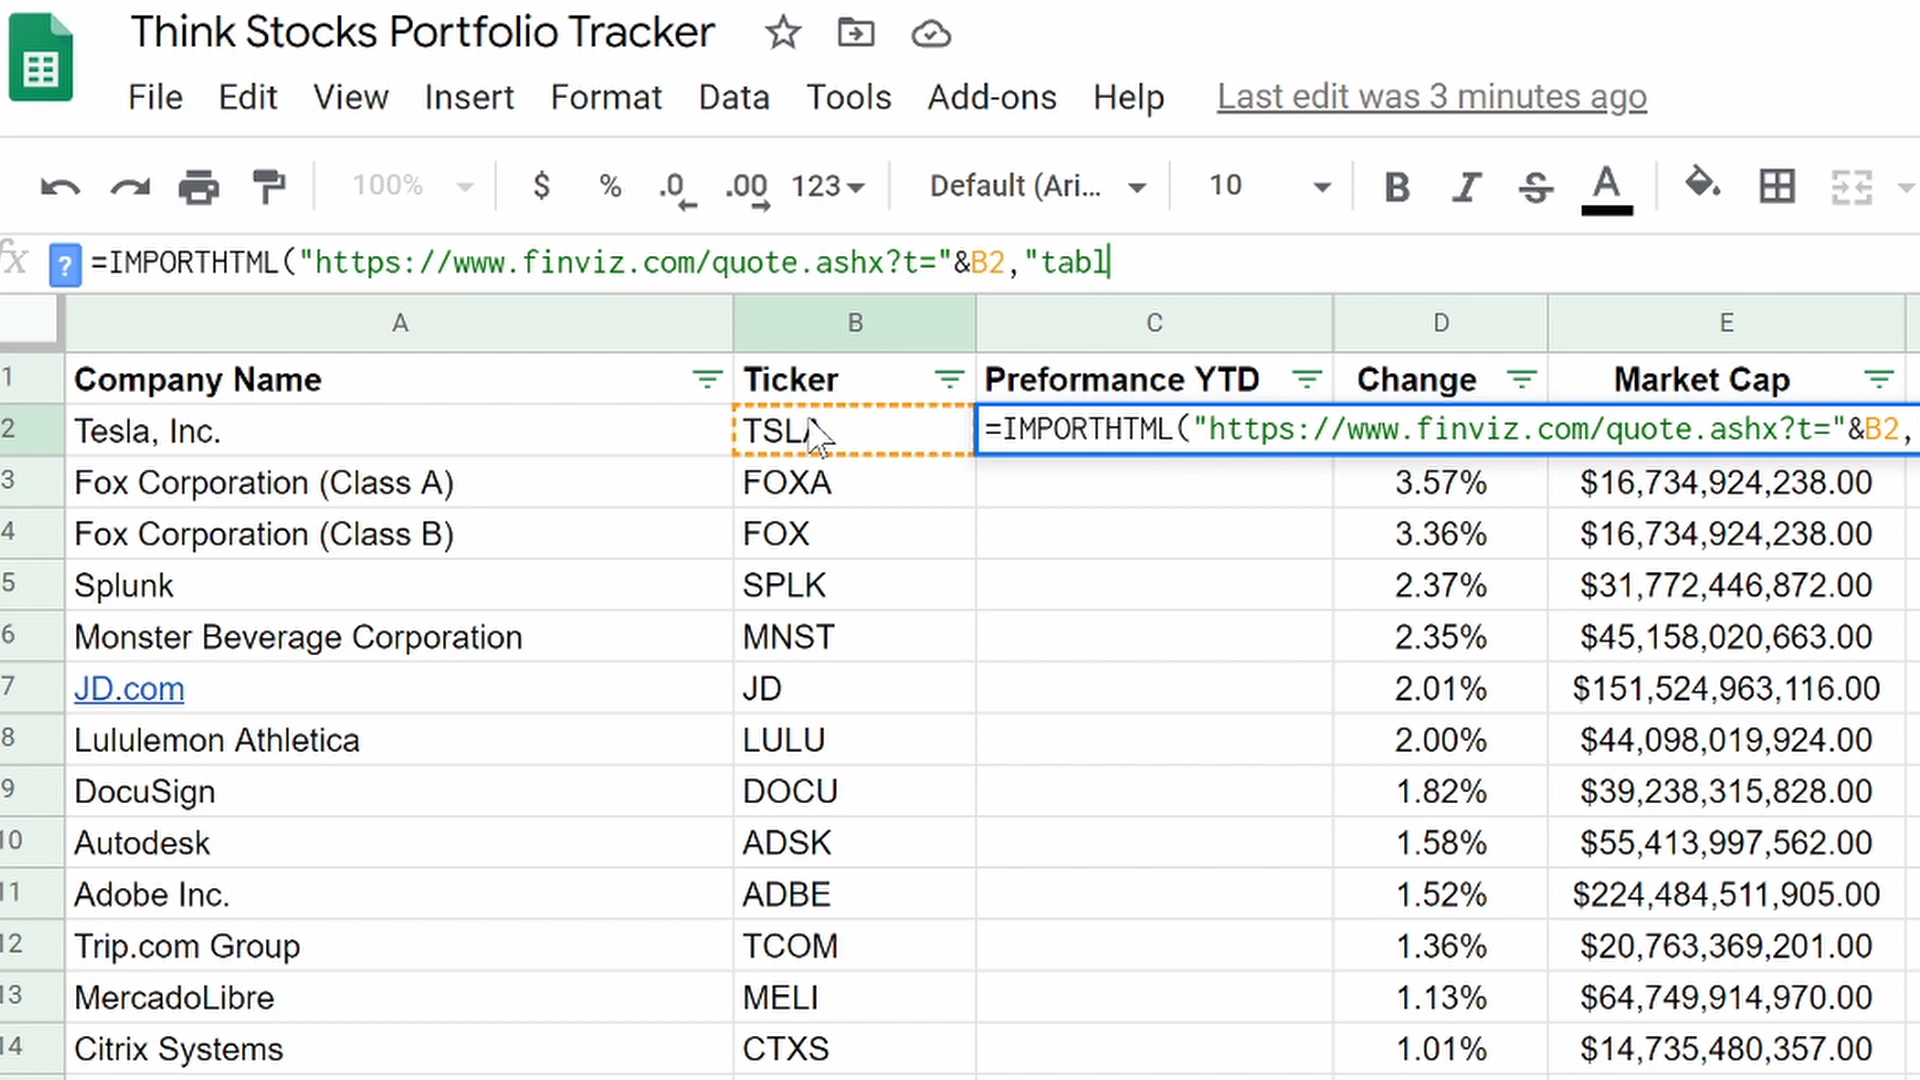 Think Stocks Portfolio Tracker
File Edit View Insert Format Data Tools Add-ons Help Last edit was 3 minutes ago
100% $ % .0 .00 123 Default (Ari... 10 B I S A
fx ? =IMPORTHTML("https://www.finviz.com/quote.ashx?t="&B2,"tabl
A B C D E
1 Company Name Ticker Preformance YTD Change Market Cap
2 Tesla, Inc. TSLA =IMPORTHTML("https://www.finviz.com/quote.ashx?t="&B2,
3 Fox Corporation (Class A) FOXA 3.57% $16,734,924,238.00
4 Fox Corporation (Class B) FOX 3.36% $16,734,924,238.00
5 Splunk SPLK 2.37% $31,772,446,872.00
6 Monster Beverage Corporation MNST 2.35% $45,158,020,663.00
7 JD.com JD 2.01% $151,524,963,116.00
8 Lululemon Athletica LULU 2.00% $44,098,019,924.00
9 DocuSign DOCU 1.82% $39,238,315,828.00
10 Autodesk ADSK 1.58% $55,413,997,562.00
11 Adobe Inc. ADBE 1.52% $224,484,511,905.00
12 Trip.com Group TCOM 1.36% $20,763,369,201.00
13 MercadoLibre MELI 1.13% $64,749,914,970.00
14 Citrix Systems CTXS 1.01% $14,735,480,357.00